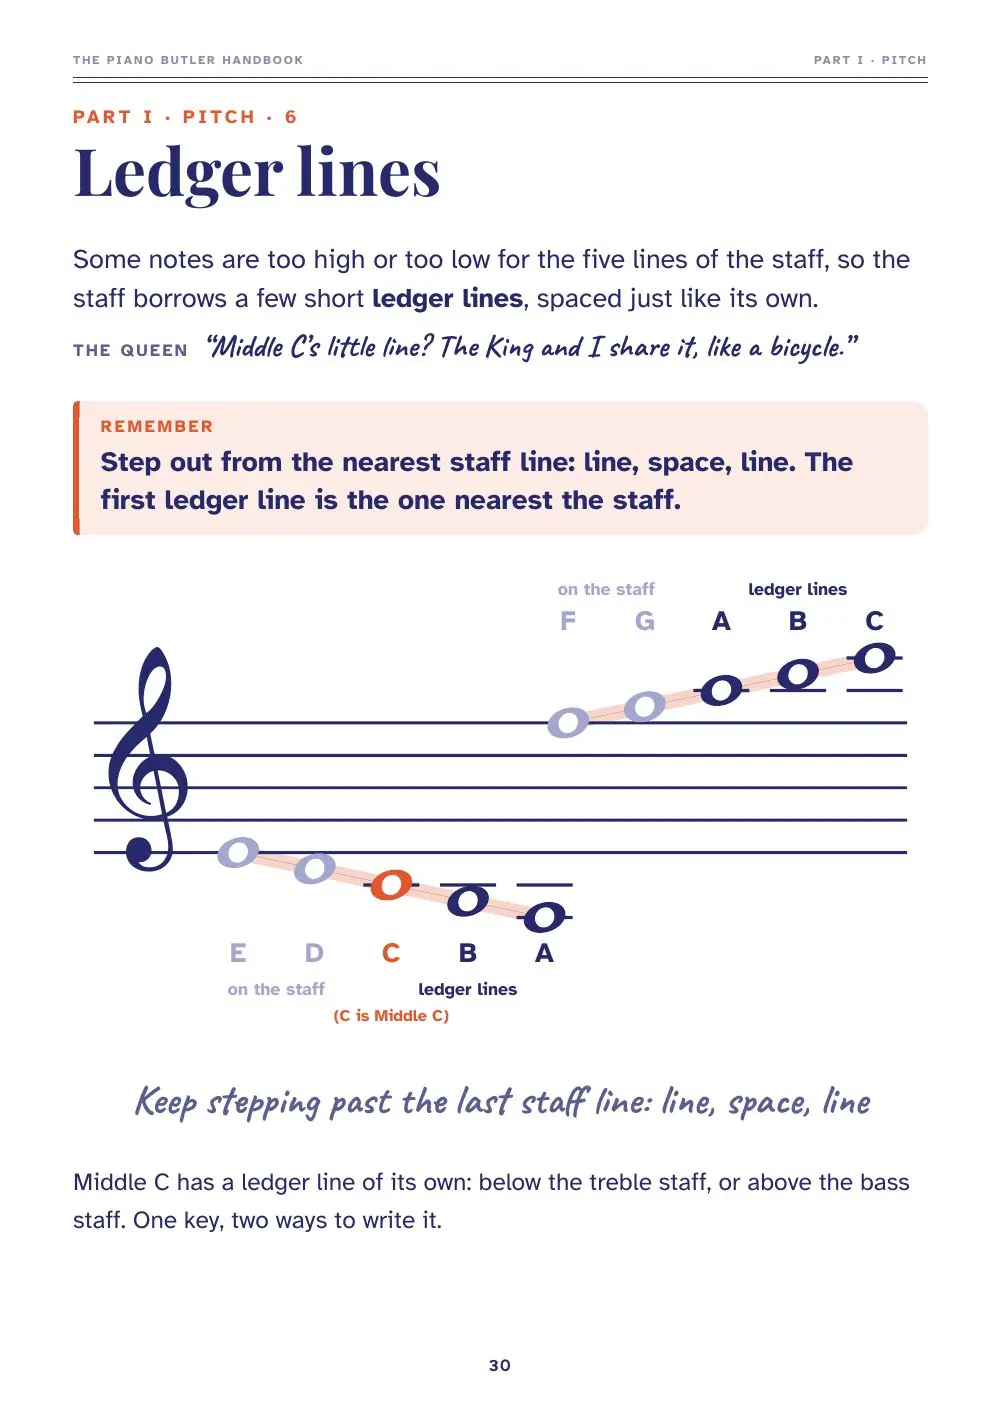 THE PIANO BUTLER HANDBOOK
PART I · PITCH
PART I · PITCH · 6
Ledger lines
Some notes are too high or too low for the five lines of the staff, so the
staff borrows a few short ledger lines, spaced just like its own.
THE QUEEN “Middle C’s little line? The King and I share it, like a bicycle.”
REMEMBER
Step out from the nearest staff line: line, space, line. The
first ledger line is the one nearest the staff.
on the staff ledger lines
F G A B C
E D C B A
on the staff ledger lines
(C is Middle C)
Keep stepping past the last staff line: line, space, line
Middle C has a ledger line of its own: below the treble staff, or above the bass
staff. One key, two ways to write it.
30